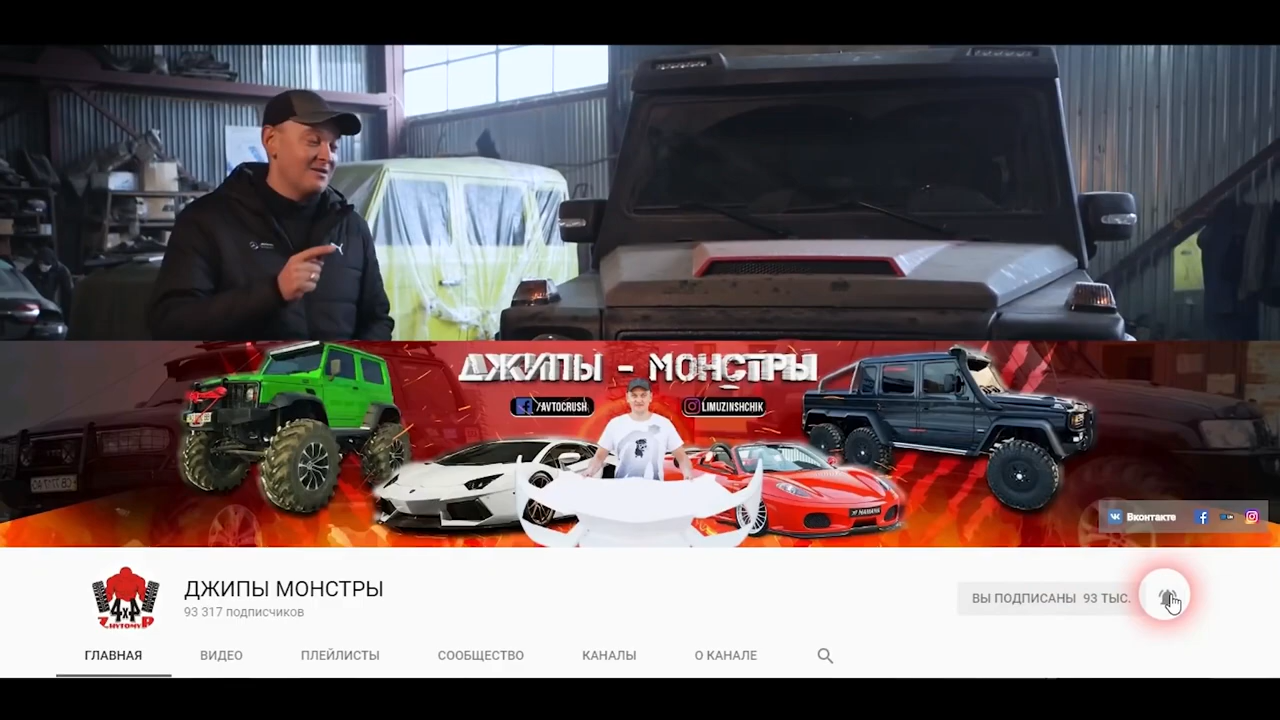 ДЖИПЫ - МОНСТРЫ
/AVTOCRUSH
LIMUZINSHCHIK
Вконтакте
ДЖИПЫ МОНСТРЫ
93 317 подписчиков
4x4
ВЫ ПОДПИСАНЫ 93 ТЫС.
ГЛАВНАЯ
ВИДЕО
ПЛЕЙЛИСТЫ
СООБЩЕСТВО
КАНАЛЫ
О КАНАЛЕ